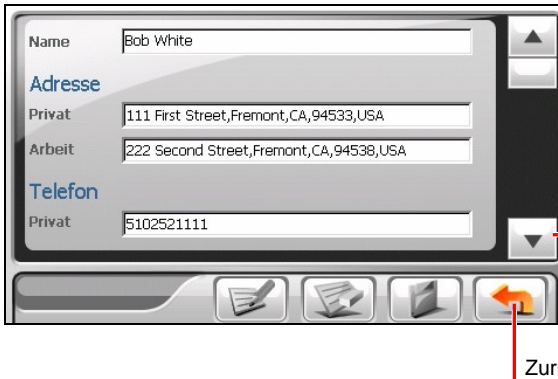 Name Bob White
Adresse
Privat 111 First Street,Fremont,CA,94533,USA
Arbeit 222 Second Street,Fremont,CA,94538,USA
Telefon
Privat 5102521111
Zur